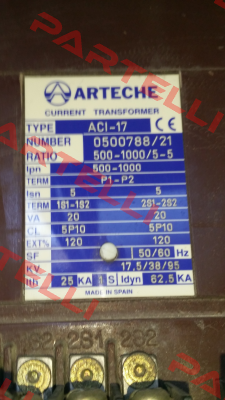 ARTECHE
CURRENT TRANSFORMER
TYPE ACI-17 CE
NUMBER 0500788/21
RATIO 500-1000/5-5
Ipn 500-1000
TERM P1-P2
Isn 5 5
TERM 1S1-1S2 2S1-2S2
VA 20 20
CL 5P10 5P10
EXT% 120 120
SF 50/60 Hz
KV 17,5/38/95
Ith 25 KA 1 S Idyn 62.5 KA
MADE IN SPAIN
2S1 2S2
PARTELLI